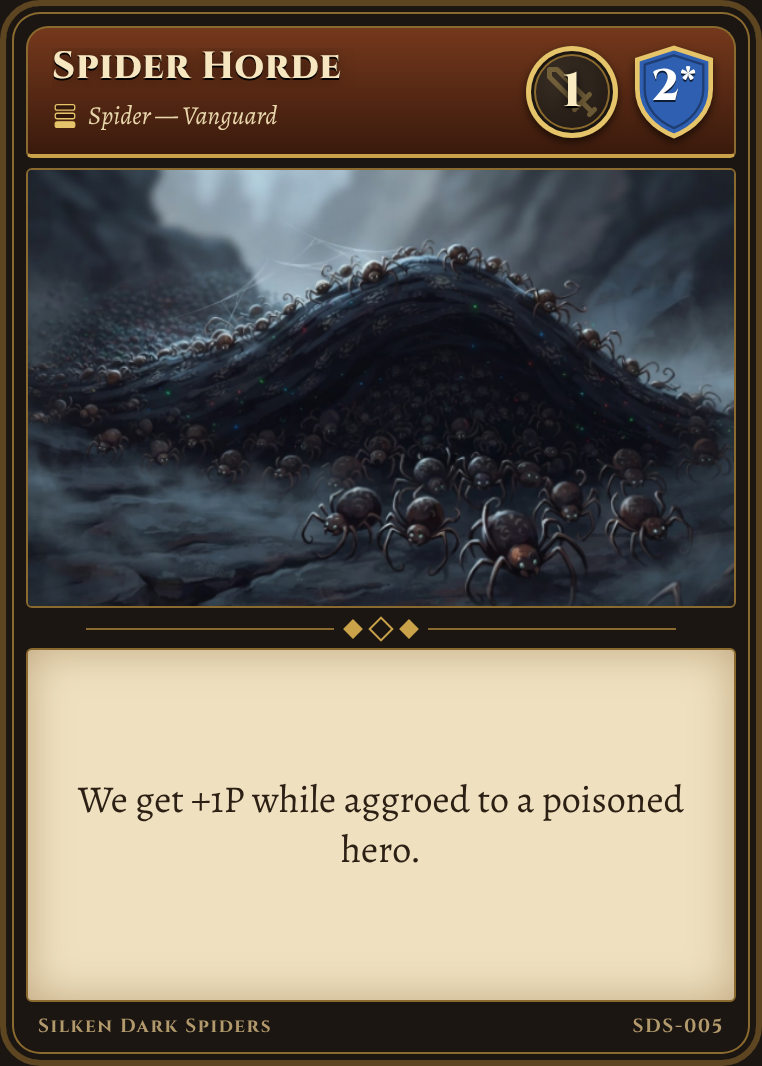 Spider Horde
1
2*
Spider — Vanguard
We get +1P while aggroed to a poisoned
hero.
Silken Dark Spiders
SDS-005